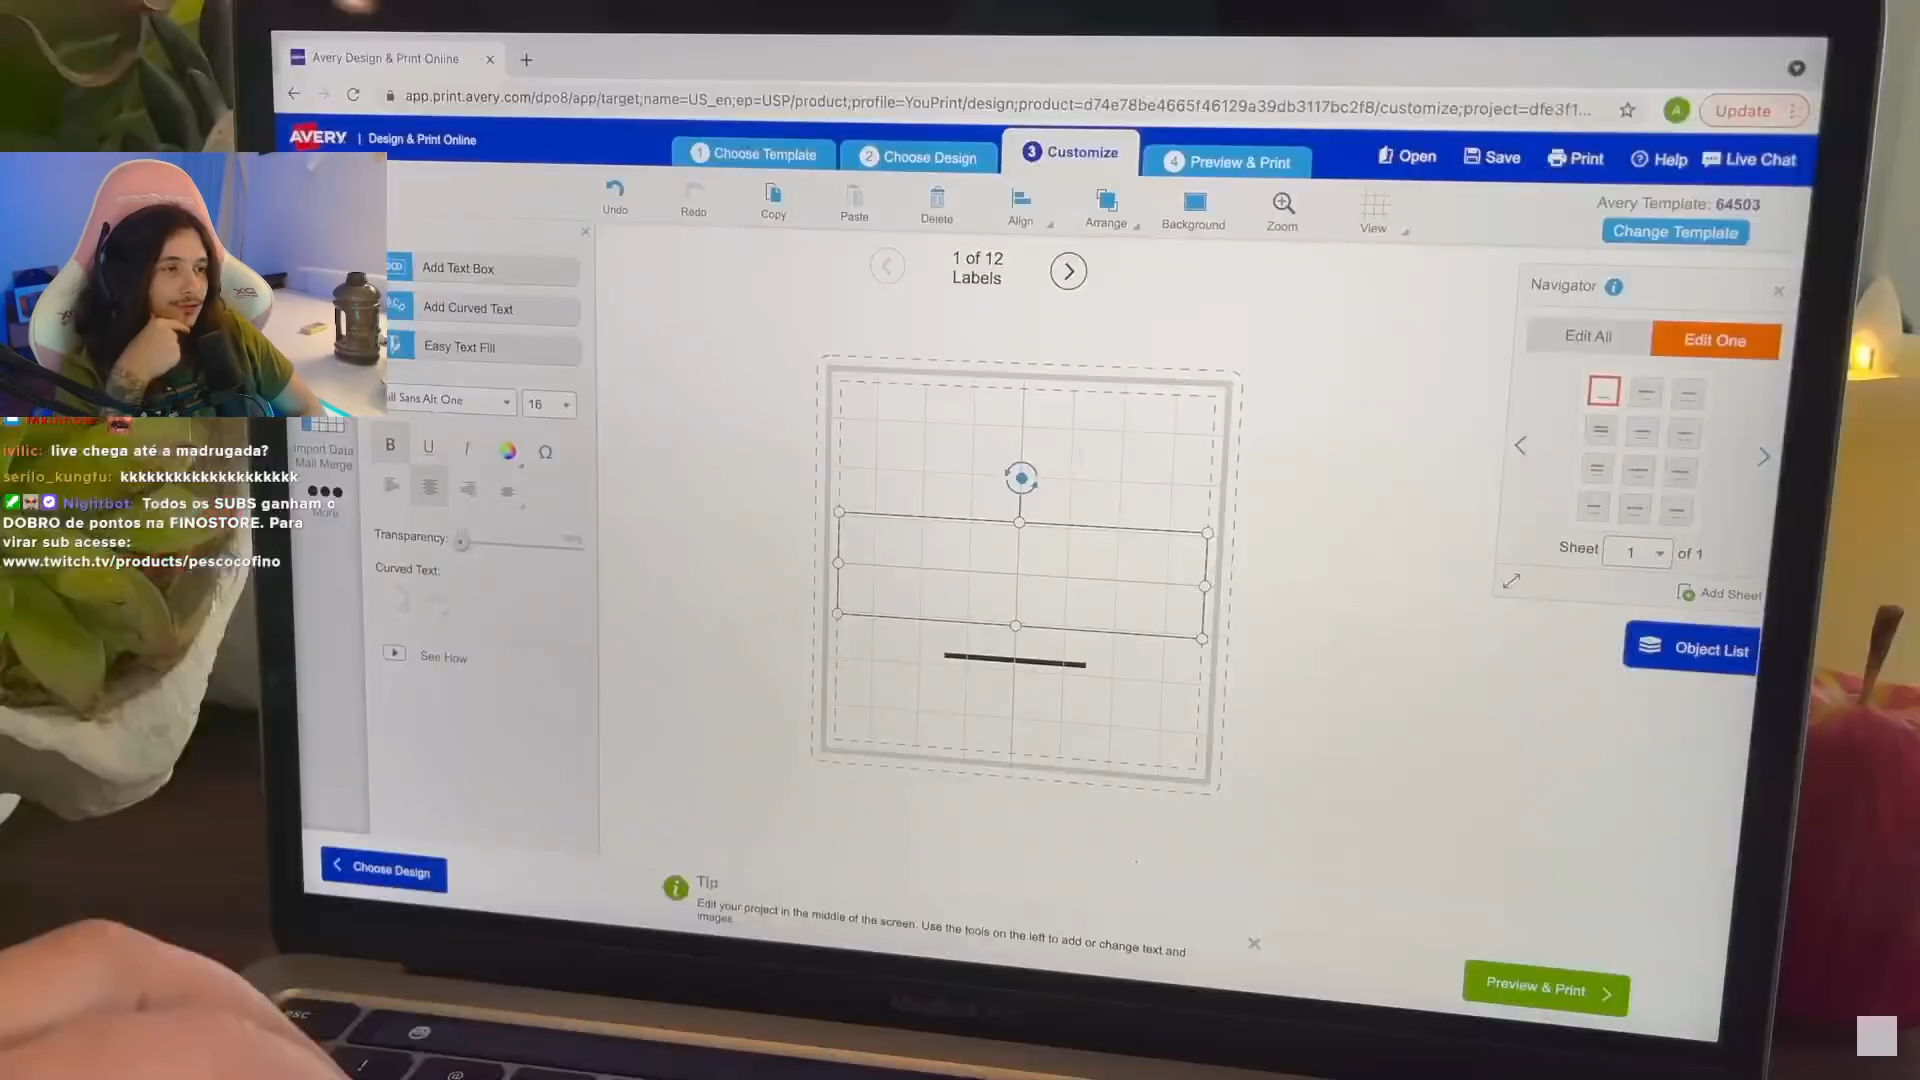 Avery Design & Print Online
app.print.avery.com/dpo8/app/target;name=US_en;ep=USP/product;profile=YouPrint/design;product=d74e78be4665f46129a39db3117bc2f8/customize;project=dfe3f1...
A
Update
AVERY | Design & Print Online
1 Choose Template
2 Choose Design
3 Customize
4 Preview & Print
Open
Save
Print
Help
Live Chat
Undo
Redo
Copy
Paste
Delete
Align
Arrange
Background
Zoom
View
Avery Template: 64503
Change Template
1 of 12
Labels
Navigator
Edit All
Edit One
Add Text Box
Add Curved Text
Easy Text Fill
ill Sans Alt One
16
B U I Ω
Import Data
Mail Merge
More
Transparency:
Curved Text:
See How
ivilic: live chega até a madrugada?
serilo_kungfu: kkkkkkkkkkkkkkkkkkkk
Nightbot: Todos os SUBS ganham o
DOBRO de pontos na FINOSTORE. Para
virar sub acesse:
www.twitch.tv/products/pescocofino
Sheet 1 of 1
Add Sheet
Object List
Choose Design
Tip
Edit your project in the middle of the screen. Use the tools on the left to add or change text and
images.
Preview & Print
esc
!
@